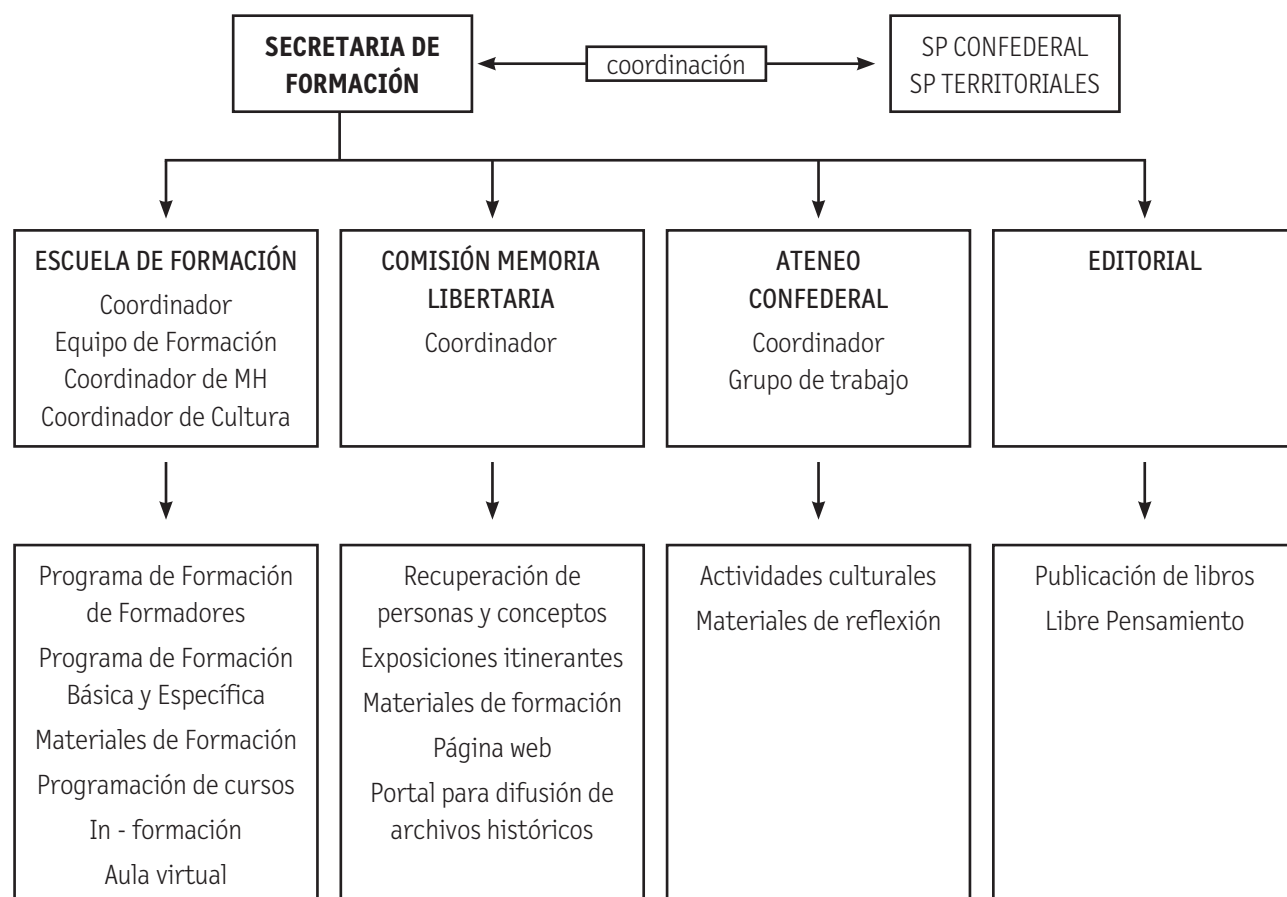 SECRETARIA DE
FORMACIÓN
coordinación
SP CONFEDERAL
SP TERRITORIALES
ESCUELA DE FORMACIÓN
Coordinador
Equipo de Formación
Coordinador de MH
Coordinador de Cultura
COMISIÓN MEMORIA
LIBERTARIA
Coordinador
ATENEO
CONFEDERAL
Coordinador
Grupo de trabajo
EDITORIAL
Programa de Formación
de Formadores
Programa de Formación
Básica y Específica
Materiales de Formación
Programación de cursos
In - formación
Aula virtual
Recuperación de
personas y conceptos
Exposiciones itinerantes
Materiales de formación
Página web
Portal para difusión de
archivos históricos
Actividades culturales
Materiales de reflexión
Publicación de libros
Libre Pensamiento